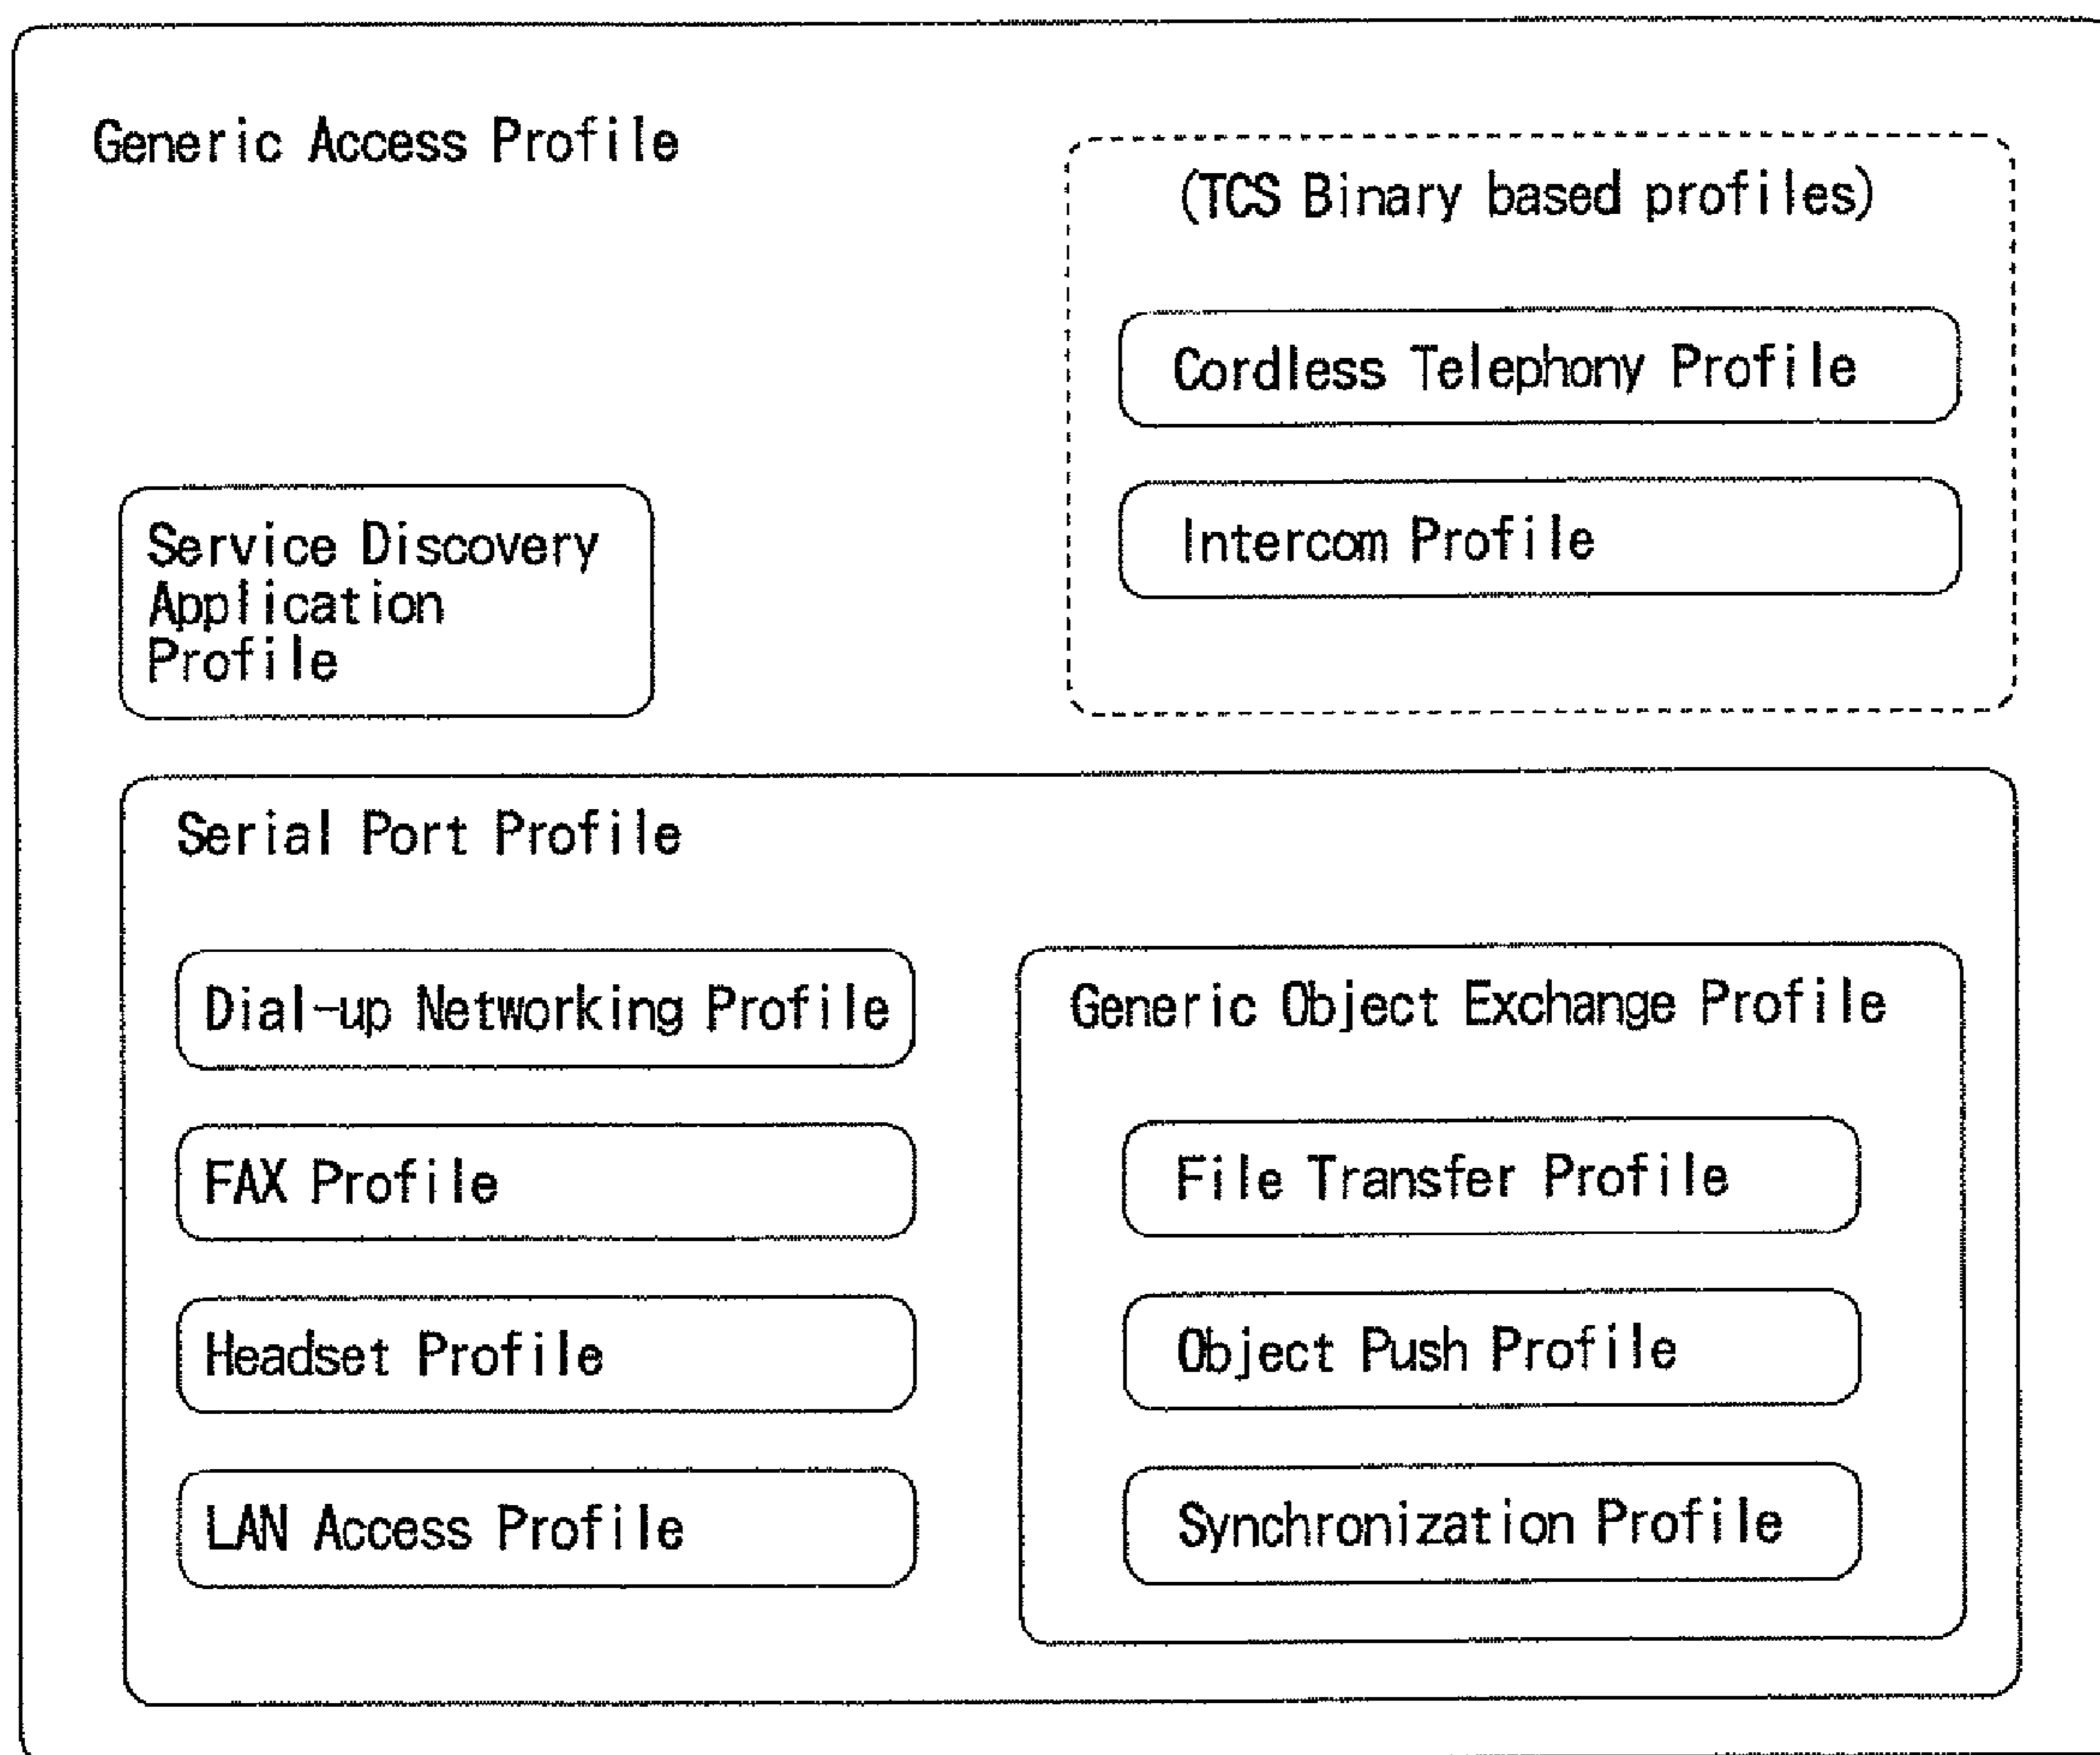 Generic Access Profile
(TCS Binary based profiles)
Cordless Telephony Profile
Intercom Profile
Service Discovery
Application
Profile
Serial Port Profile
Dial-up Networking Profile
FAX Profile
Headset Profile
LAN Access Profile
Generic Object Exchange Profile
File Transfer Profile
Object Push Profile
Synchronization Profile